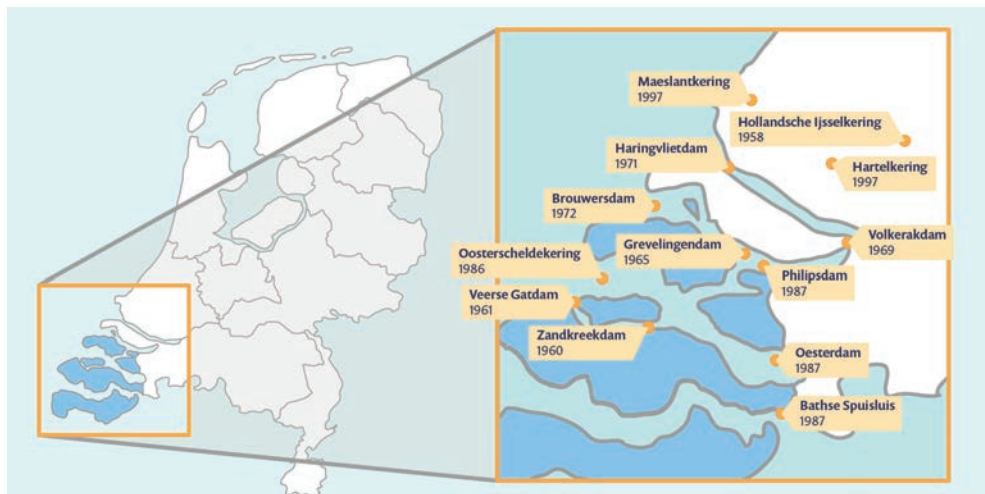 Maeslantkering
1997
Hollandsche Ijsselkering
1958
Haringvlietdam
1971
Hartelkering
1997
Brouwersdam
1972
Grevelingendam
1965
Volkerakdam
1969
Oosterscheldekering
1986
Philipsdam
1987
Veerse Gatdam
1961
Zandkreekdam
1960
Oesterdam
1987
Bathse Spuisluis
1987